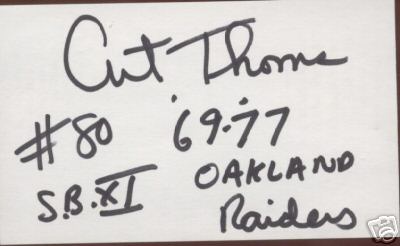 Art Thoms
#80 '69-'77
S.B. XI OAKLAND
Raiders